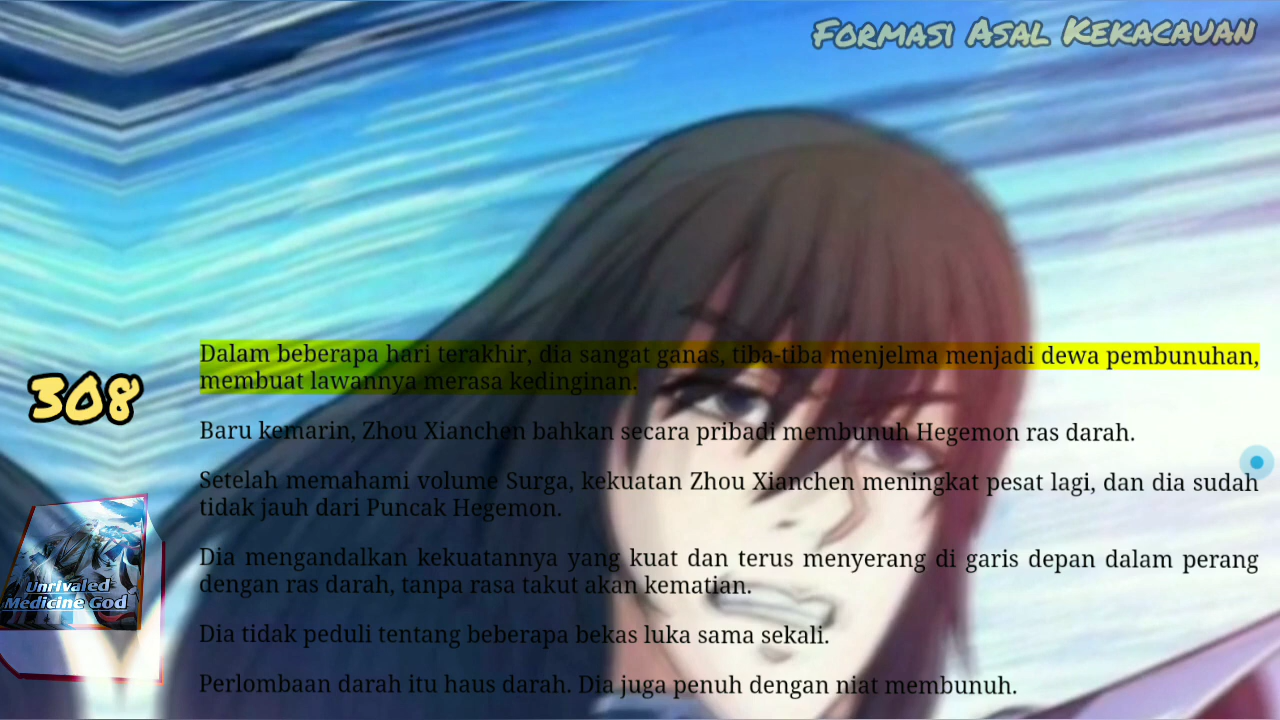 Formasi Asal Kekacauan
Dalam beberapa hari terakhir, dia sangat ganas, tiba-tiba menjelma menjadi dewa pembunuhan,
membuat lawannya merasa kedinginan.
Baru kemarin, Zhou Xianchen bahkan secara pribadi membunuh Hegemon ras darah.
308
Setelah memahami volume Surga, kekuatan Zhou Xianchen meningkat pesat lagi, dan dia sudah
tidak jauh dari Puncak Hegemon.
Dia mengandalkan kekuatannya yang kuat dan terus menyerang di garis depan dalam perang
dengan ras darah, tanpa rasa takut akan kematian.
Unrivaled
Medicine God
Dia tidak peduli tentang beberapa bekas luka sama sekali.
Perlombaan darah itu haus darah. Dia juga penuh dengan niat membunuh.